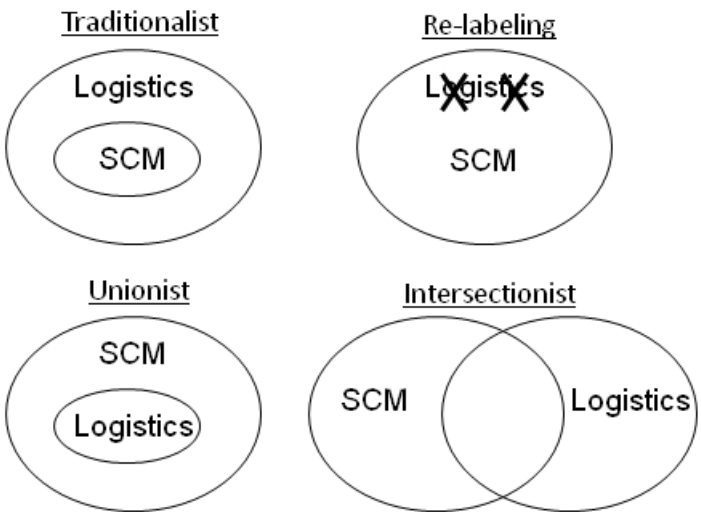 Traditionalist
Logistics
SCM
Re-labeling
Logistics
SCM
Unionist
SCM
Logistics
Intersectionist
SCM
Logistics